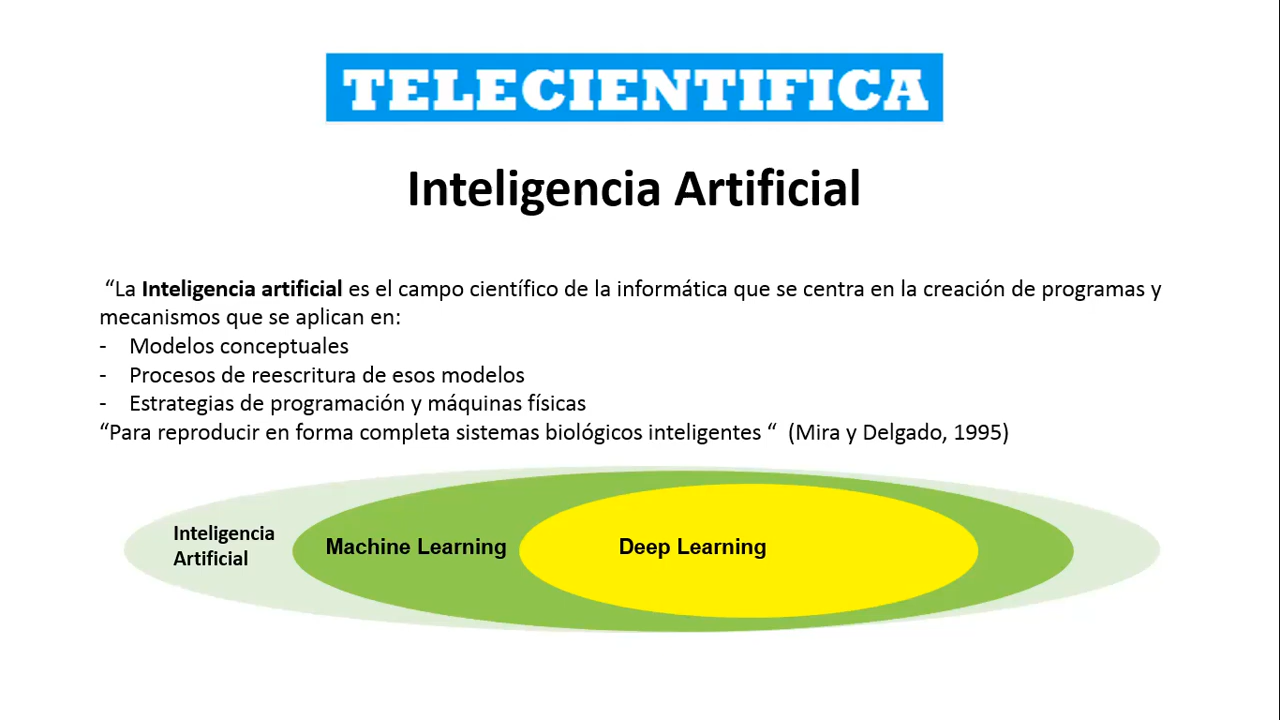 TELECIENTIFICA
Inteligencia Artificial
“La Inteligencia artificial es el campo científico de la informática que se centra en la creación de programas y
mecanismos que se aplican en:
- Modelos conceptuales
- Procesos de reescritura de esos modelos
- Estrategias de programación y máquinas físicas
“Para reproducir en forma completa sistemas biológicos inteligentes “ (Mira y Delgado, 1995)
Inteligencia
Artificial
Machine Learning
Deep Learning